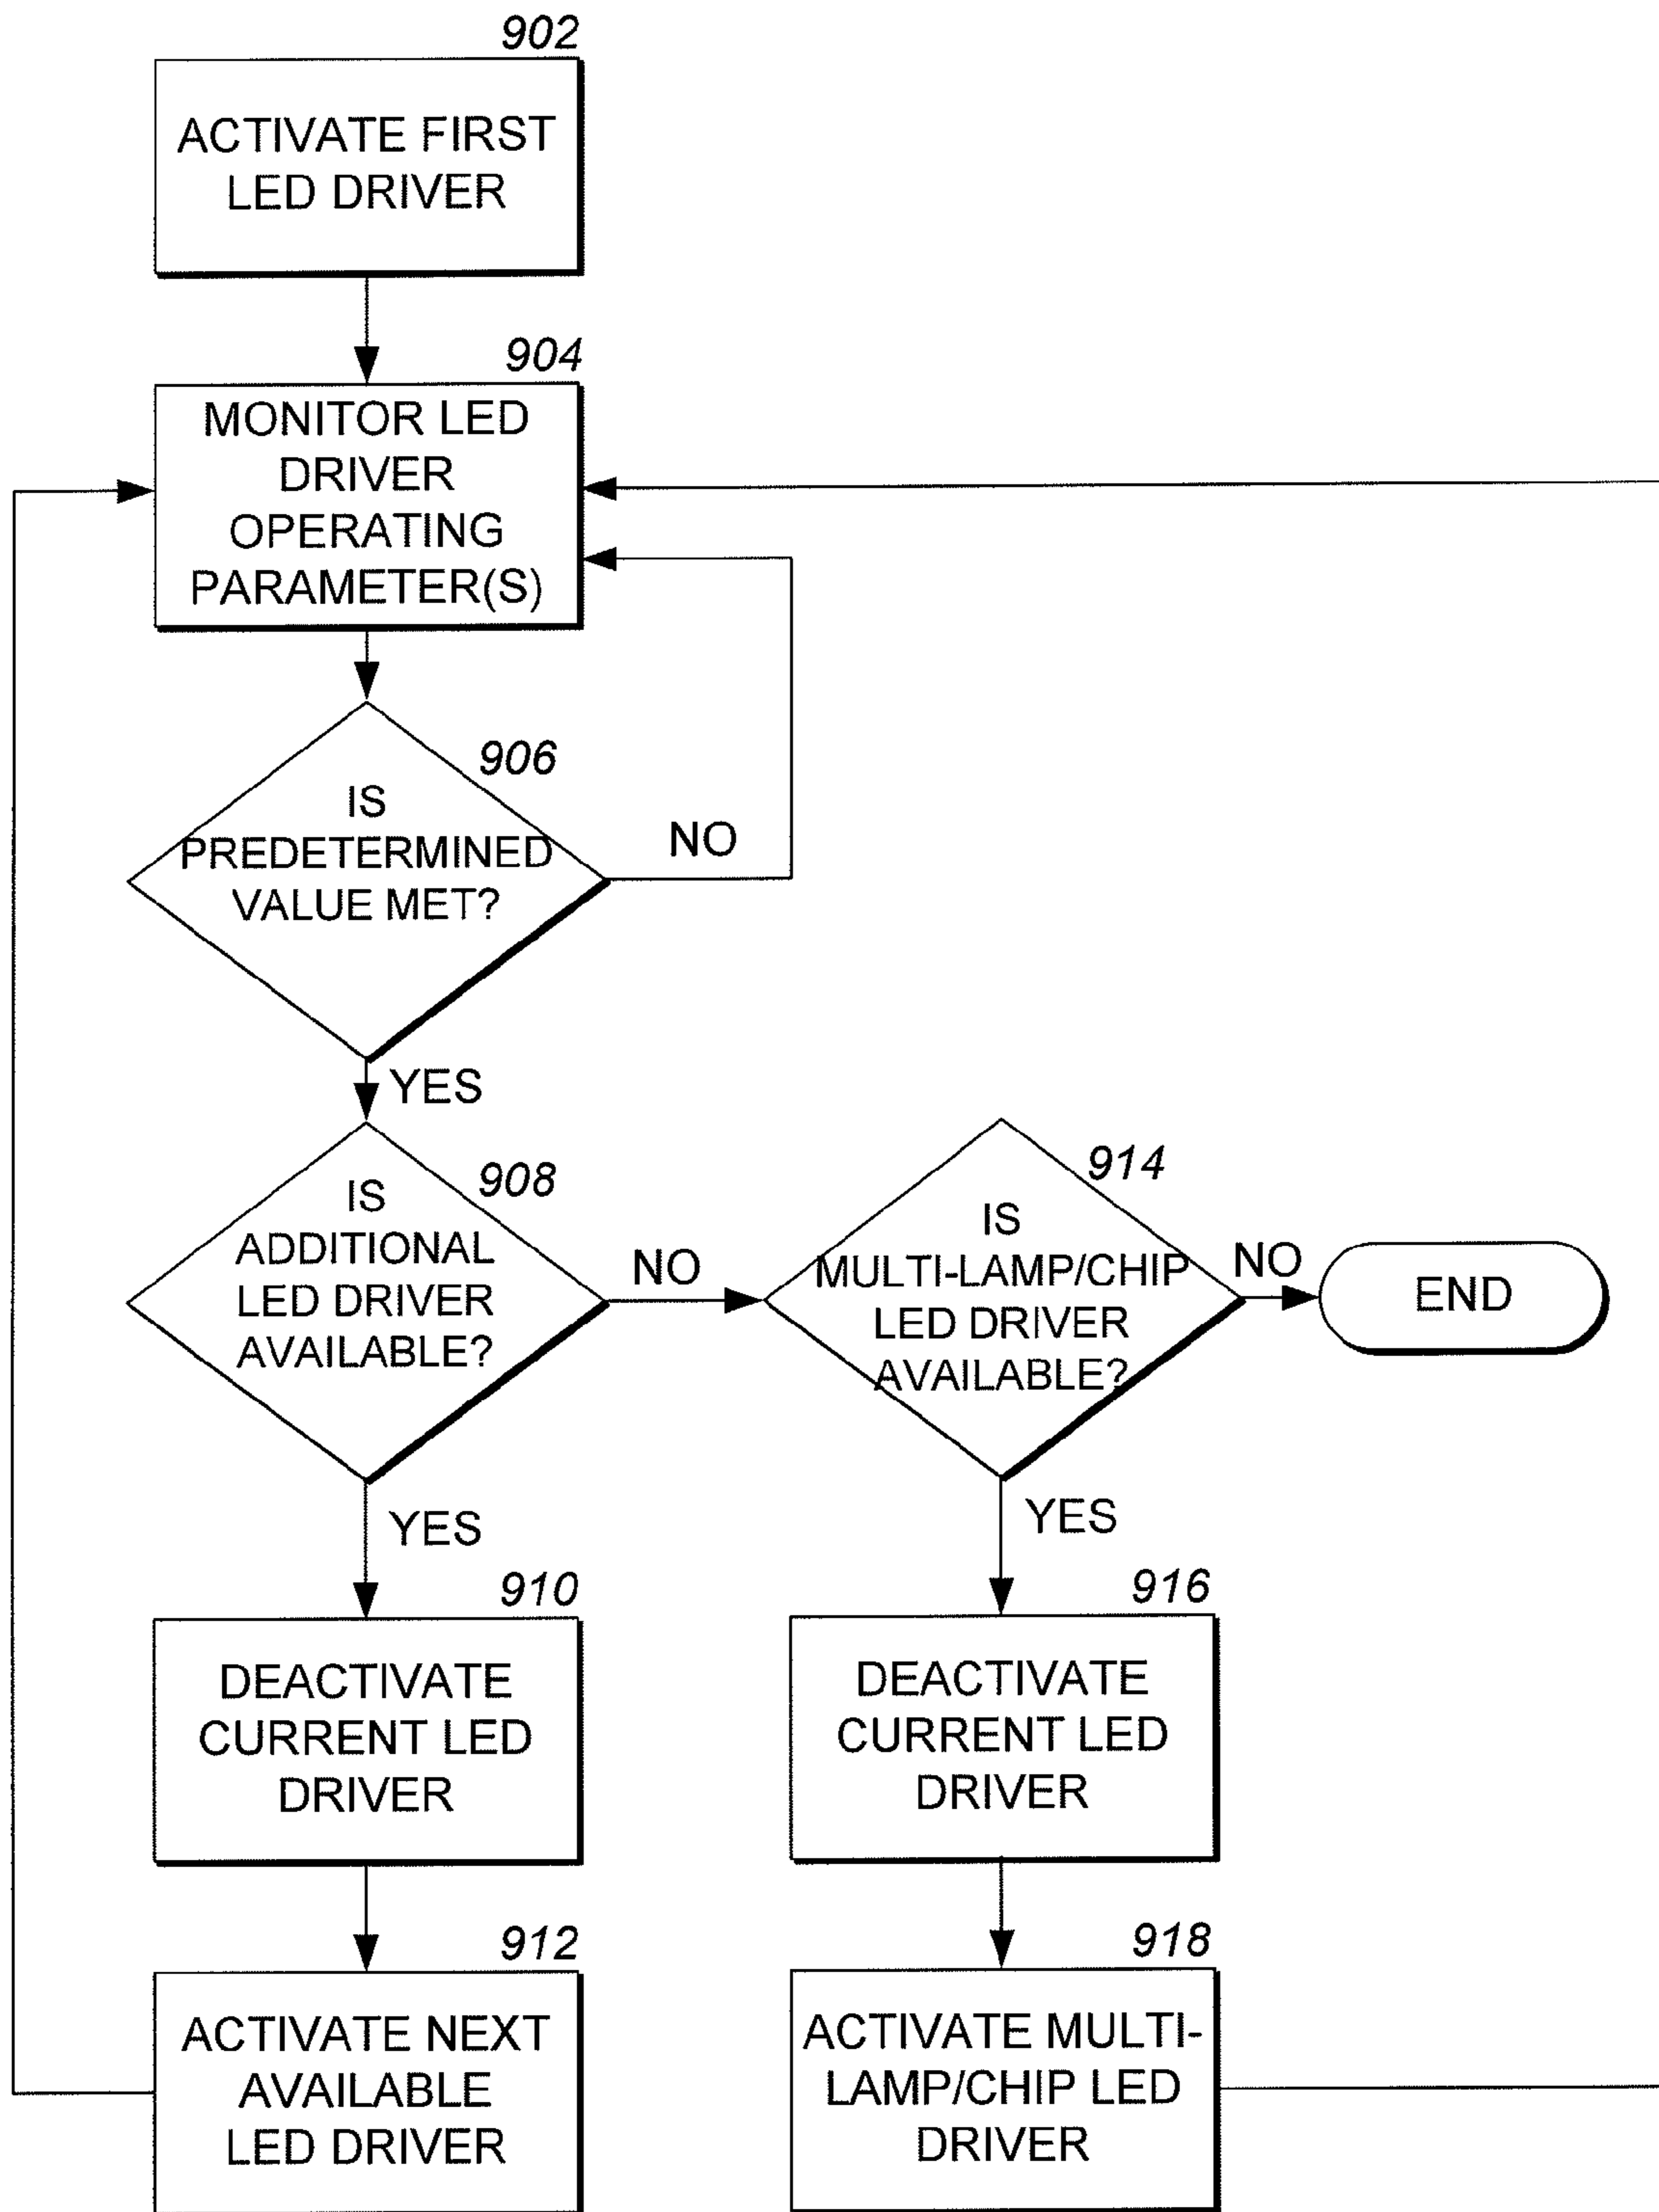 902
ACTIVATE FIRST
LED DRIVER
904
MONITOR LED
DRIVER
OPERATING
PARAMETER(S)
906
IS
PREDETERMINED
VALUE MET?
NO
YES
908
IS
ADDITIONAL
LED DRIVER
AVAILABLE?
NO
914
IS
MULTI-LAMP/CHIP
LED DRIVER
AVAILABLE?
NO
END
YES
YES
910
DEACTIVATE
CURRENT LED
DRIVER
916
DEACTIVATE
CURRENT LED
DRIVER
912
ACTIVATE NEXT
AVAILABLE
LED DRIVER
918
ACTIVATE MULTI-
LAMP/CHIP LED
DRIVER